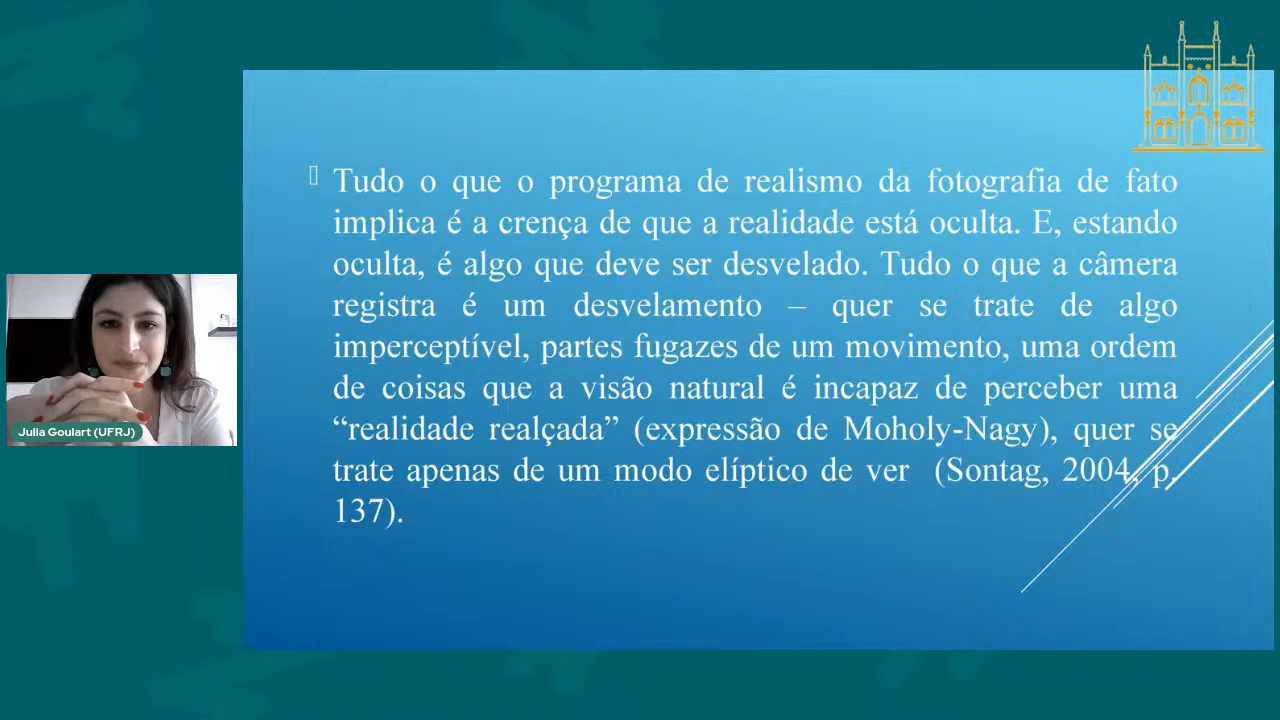 Tudo o que o programa de realismo da fotografia de fato
implica é a crença de que a realidade está oculta. E, estando
oculta, é algo que deve ser desvelado. Tudo o que a câmera
registra é um desvelamento – quer se trate de algo
imperceptível, partes fugazes de um movimento, uma ordem
de coisas que a visão natural é incapaz de perceber uma
“realidade realçada” (expressão de Moholy-Nagy), quer se
trate apenas de um modo elíptico de ver (Sontag, 2004, p.
137).
Julia Goulart (UFRJ)